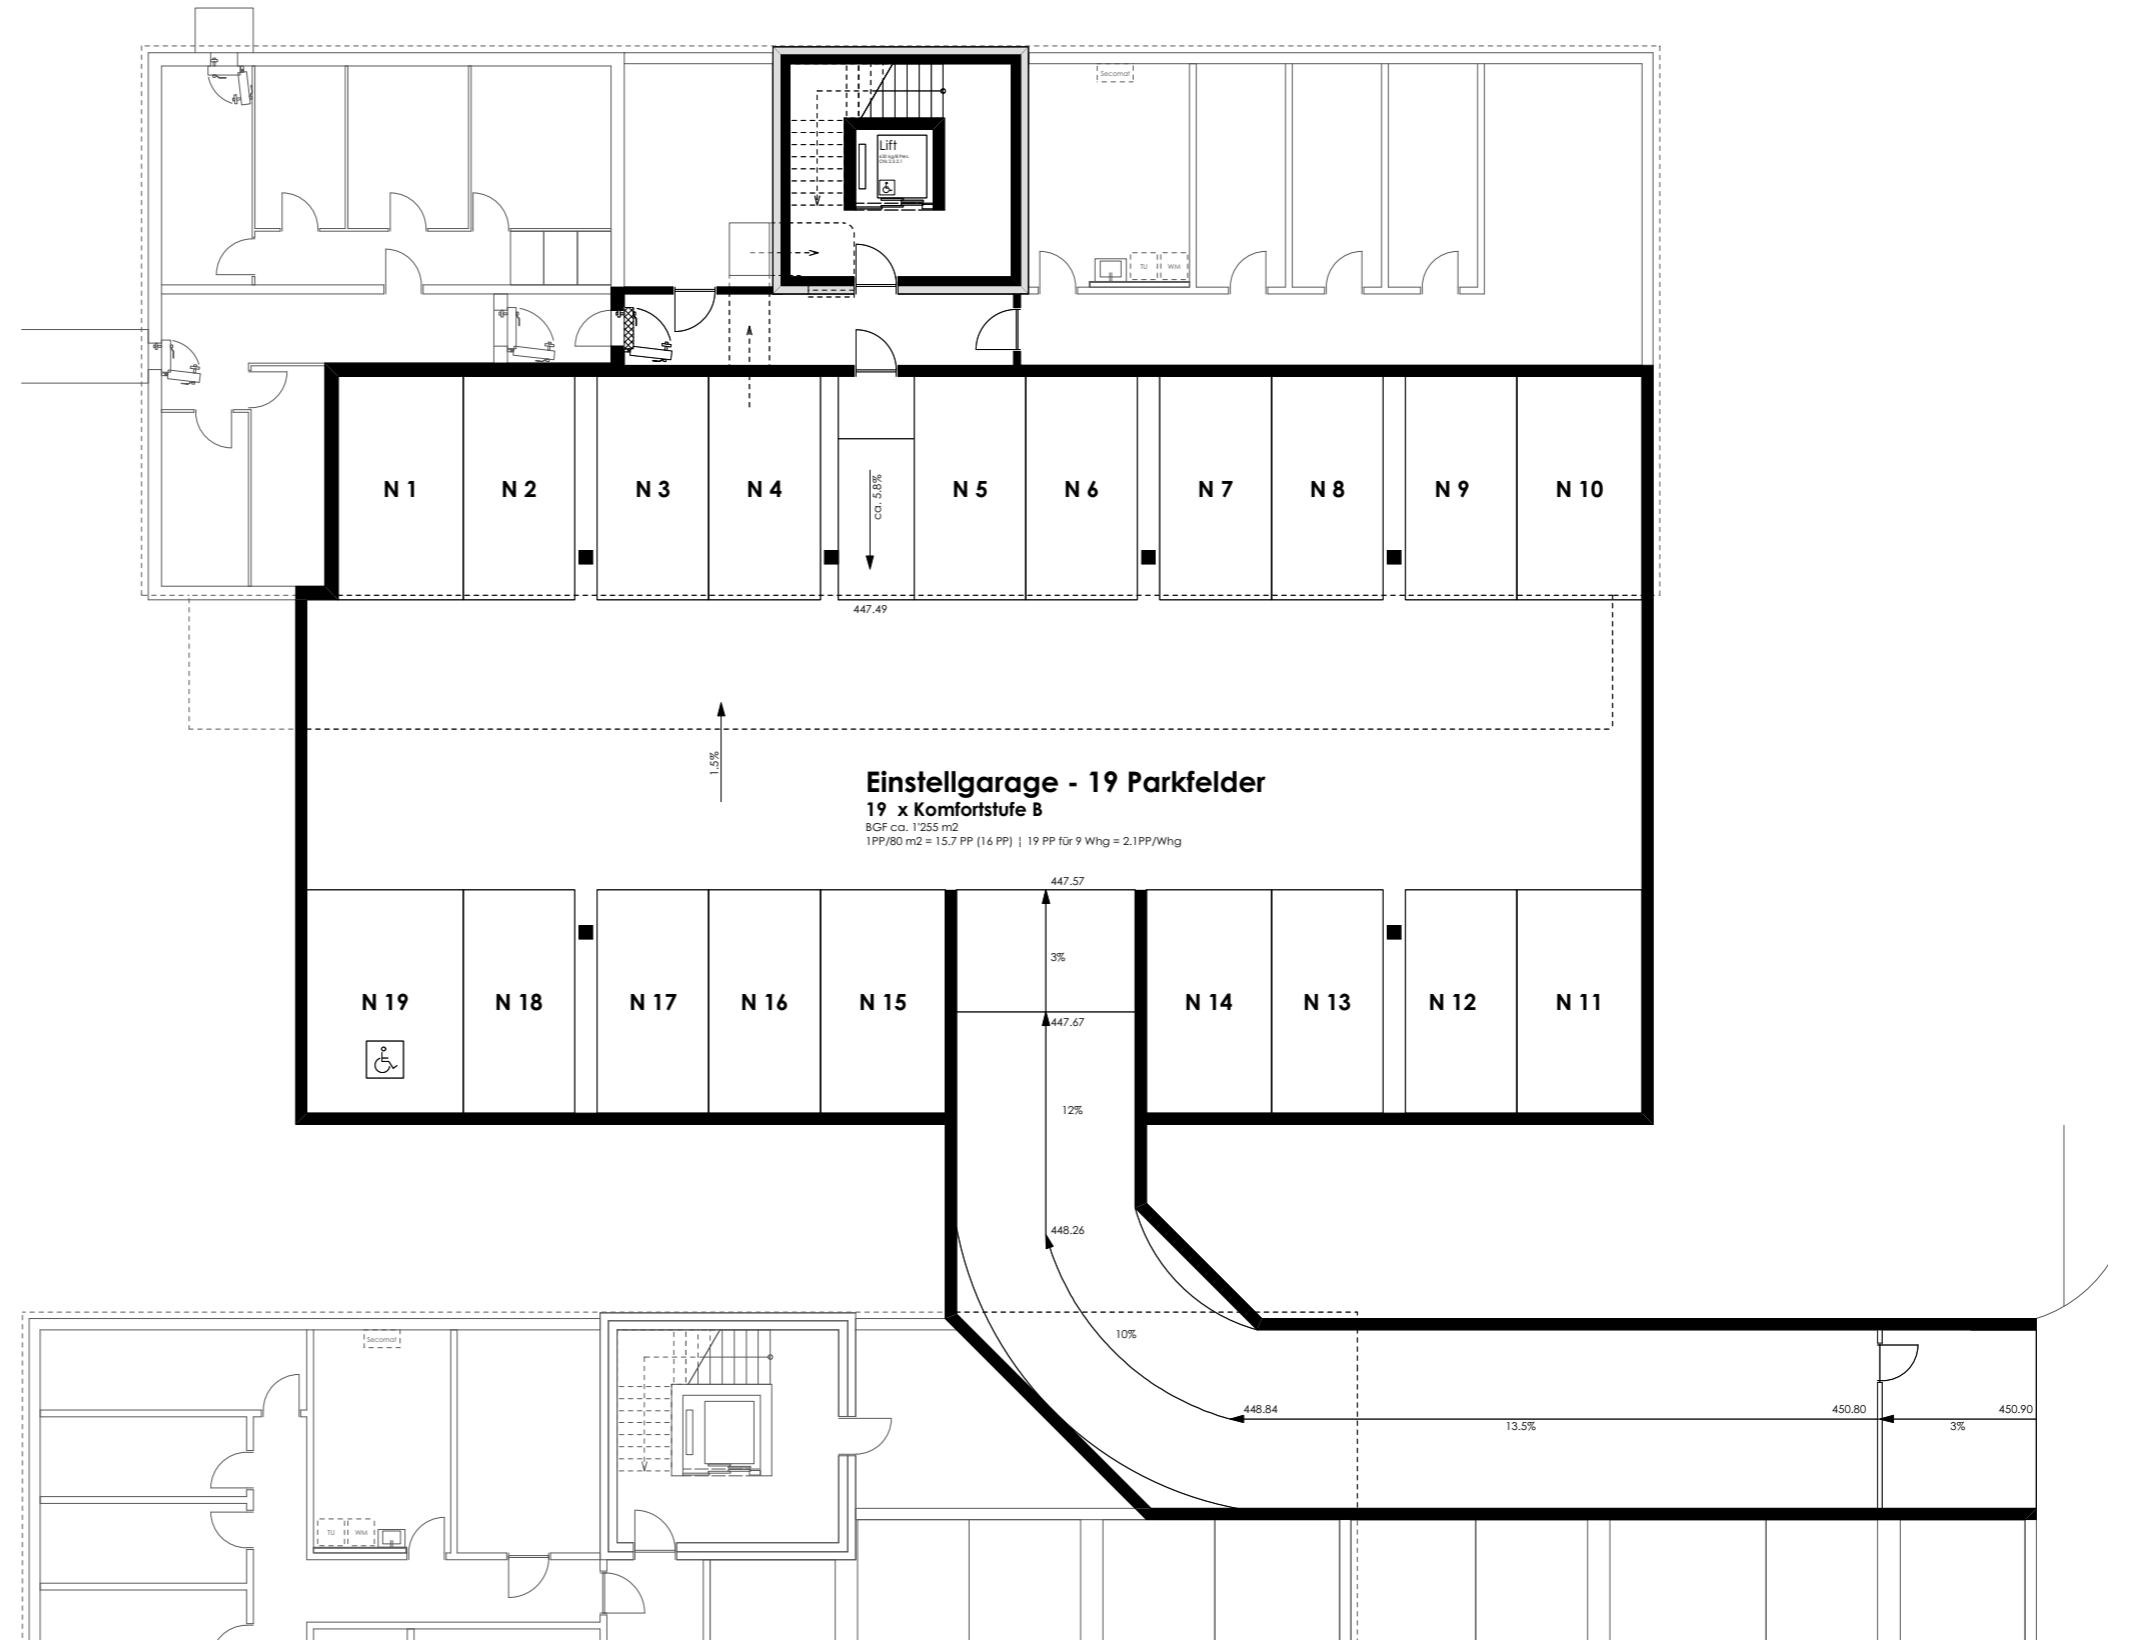 Secomat
Lift
TU
WM
N 1
N 2
N 3
N 4
ca. 5.8%
N 5
N 6
N 7
N 8
N 9
N 10
447.49
1.5%
Einstellgarage - 19 Parkfelder
19 x Komfortstufe B
BGF ca. 1'255 m2
1PP/80 m2 = 15.7 PP (16 PP) | 19 PP für 9 Whg = 2.1PP/Whg
447.57
3%
N 19
N 18
N 17
N 16
N 15
N 14
N 13
N 12
N 11
447.67
12%
448.26
10%
Secomat
448.84
13.5%
450.80
3%
450.90
TU
WM